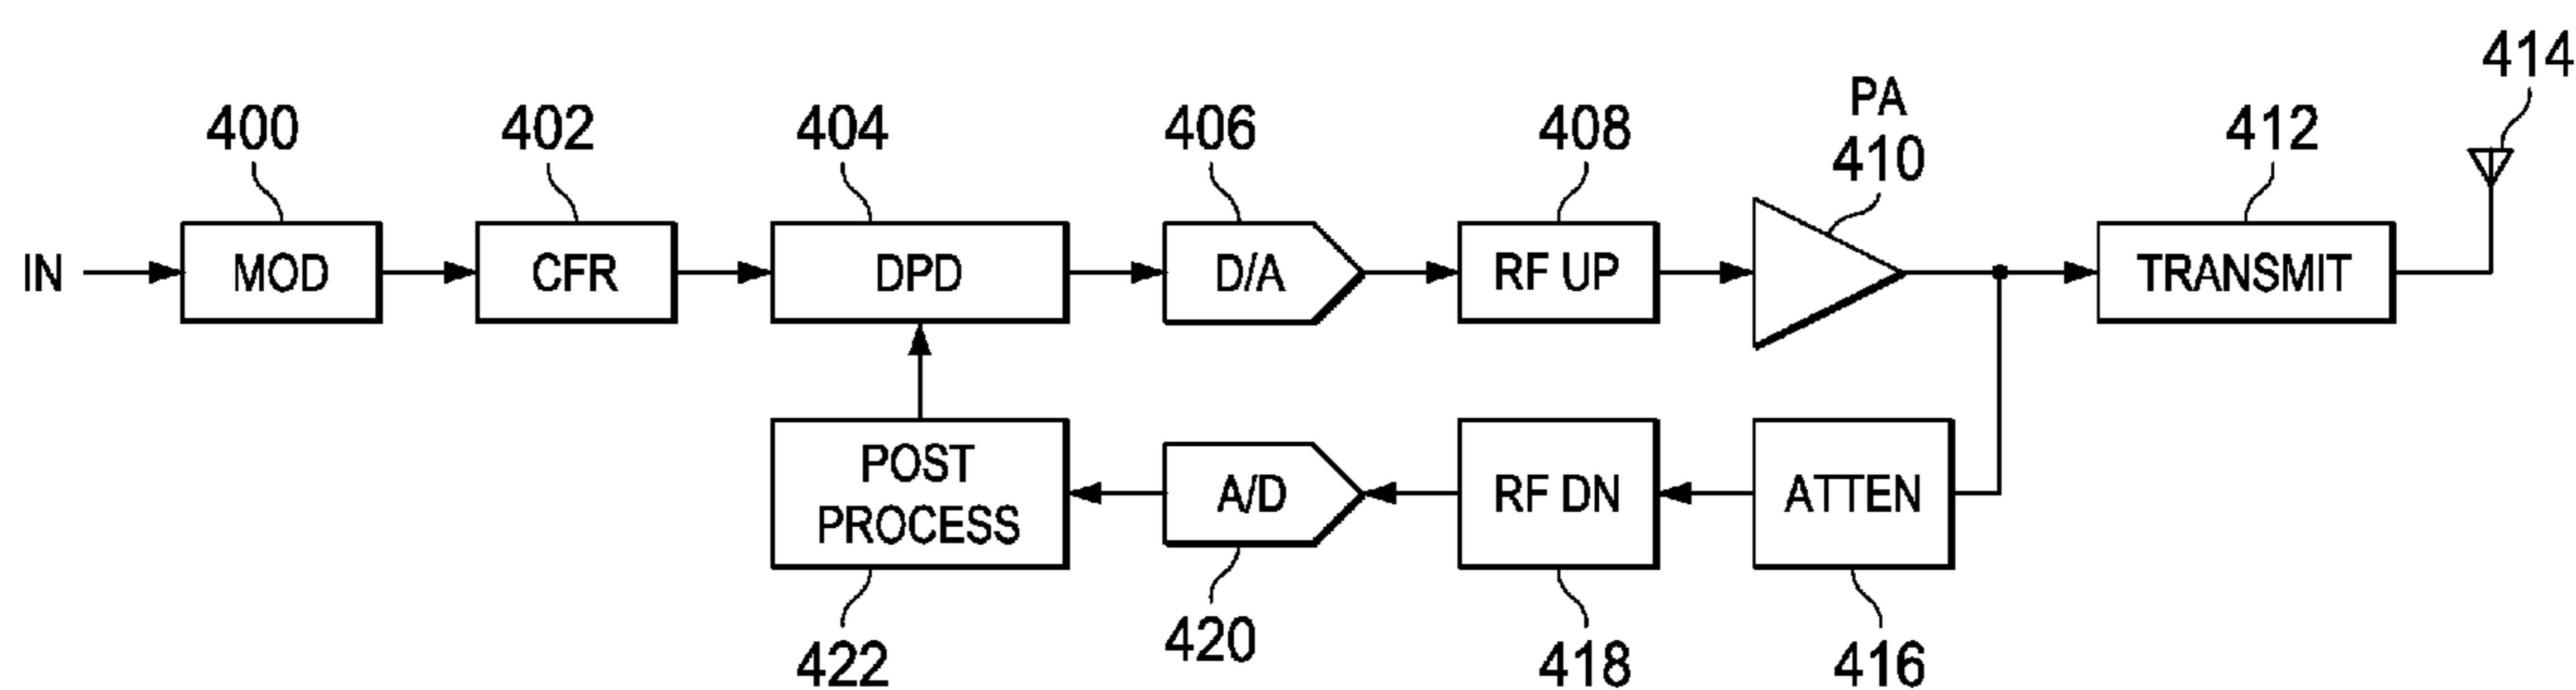 414
PA
400
402
404
406
408
410
412
IN
MOD
CFR
DPD
D/A
RF UP
TRANSMIT
POST
PROCESS
A/D
RF DN
ATTEN
422
420
418
416